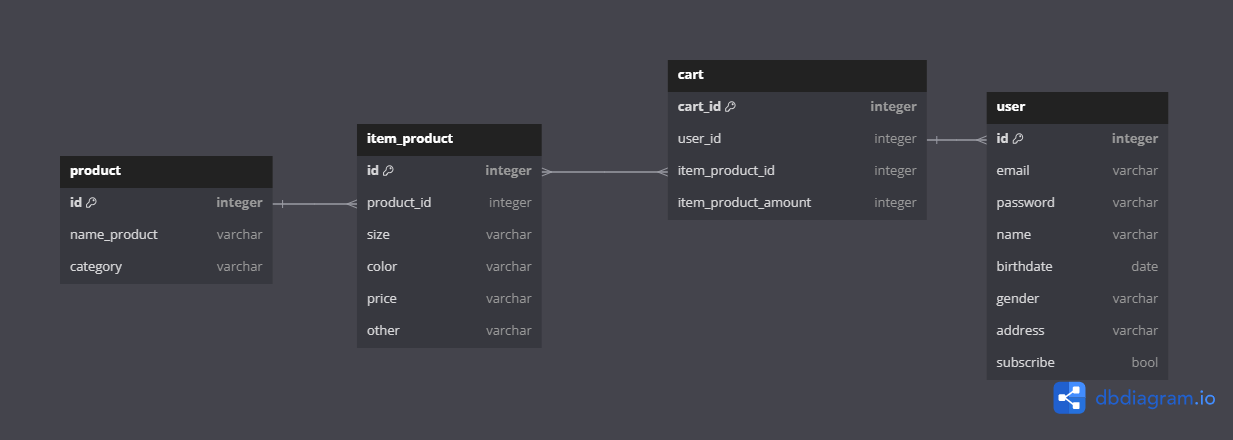 product
id integer
name_product varchar
category varchar
item_product
id integer
product_id integer
size varchar
color varchar
price varchar
other varchar
cart
cart_id integer
user_id integer
item_product_id integer
item_product_amount integer
user
id integer
email varchar
password varchar
name varchar
birthdate date
gender varchar
address varchar
subscribe bool
dbdiagram.io